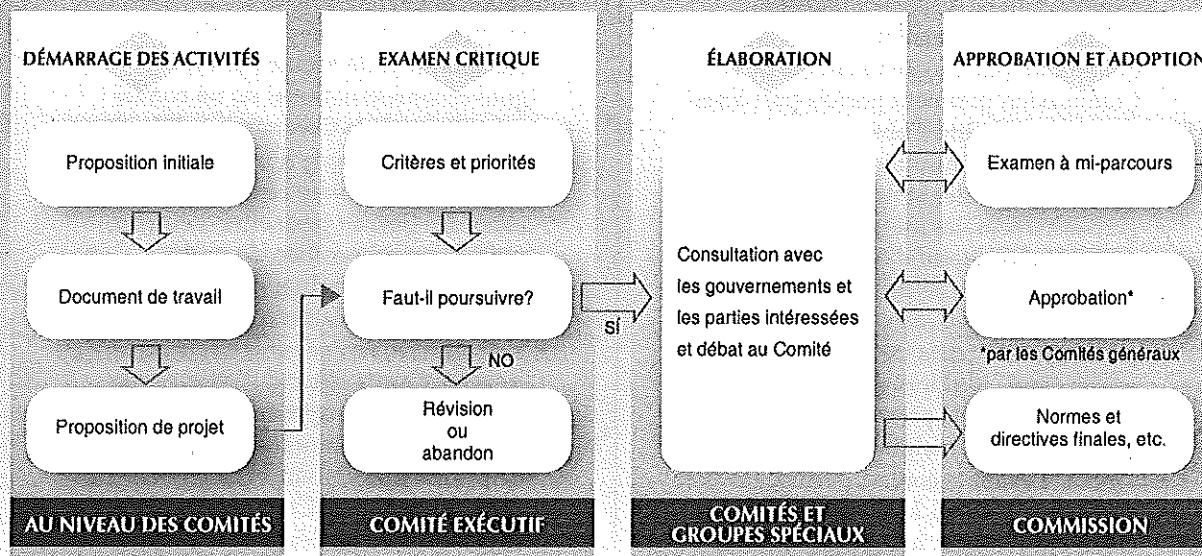 DÉMARRAGE DES ACTIVITÉS
Proposition initiale
Document de travail
Proposition de projet
AU NIVEAU DES COMITÉS
EXAMEN CRITIQUE
Critères et priorités
Faut-il poursuivre?
SÍ
NO
Révision
ou
abandon
COMITÉ EXÉCUTIF
ÉLABORATION
Consultation avec
les gouvernements et
les parties intéressées
et débat au Comité
COMITÉS ET
GROUPES SPÉCIAUX
APPROBATION ET ADOPTION
Examen à mi-parcours
Approbation*
*par les Comités généraux
Normes et
directives finales, etc.
COMMISSION